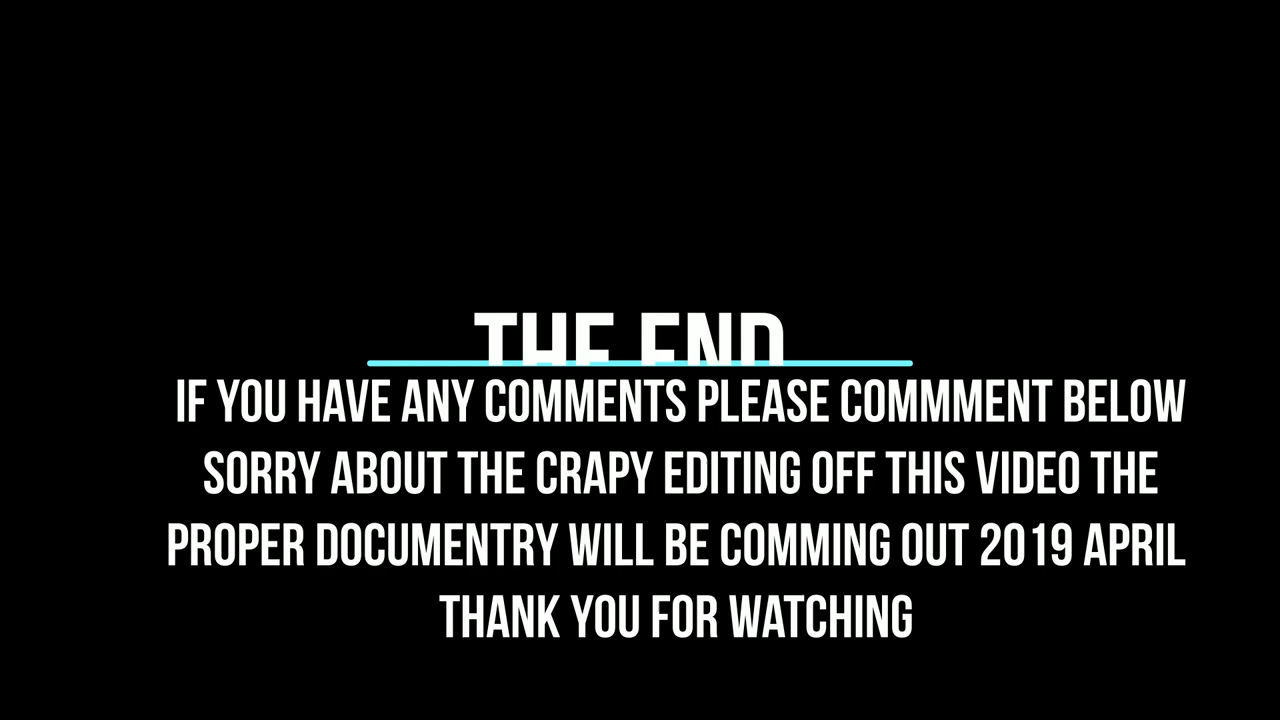 THE END
IF YOU HAVE ANY COMMENTS PLEASE COMMMENT BELOW
SORRY ABOUT THE CRAPY EDITING OFF THIS VIDEO THE
PROPER DOCUMENTRY WILL BE COMMING OUT 2019 APRIL
THANK YOU FOR WATCHING